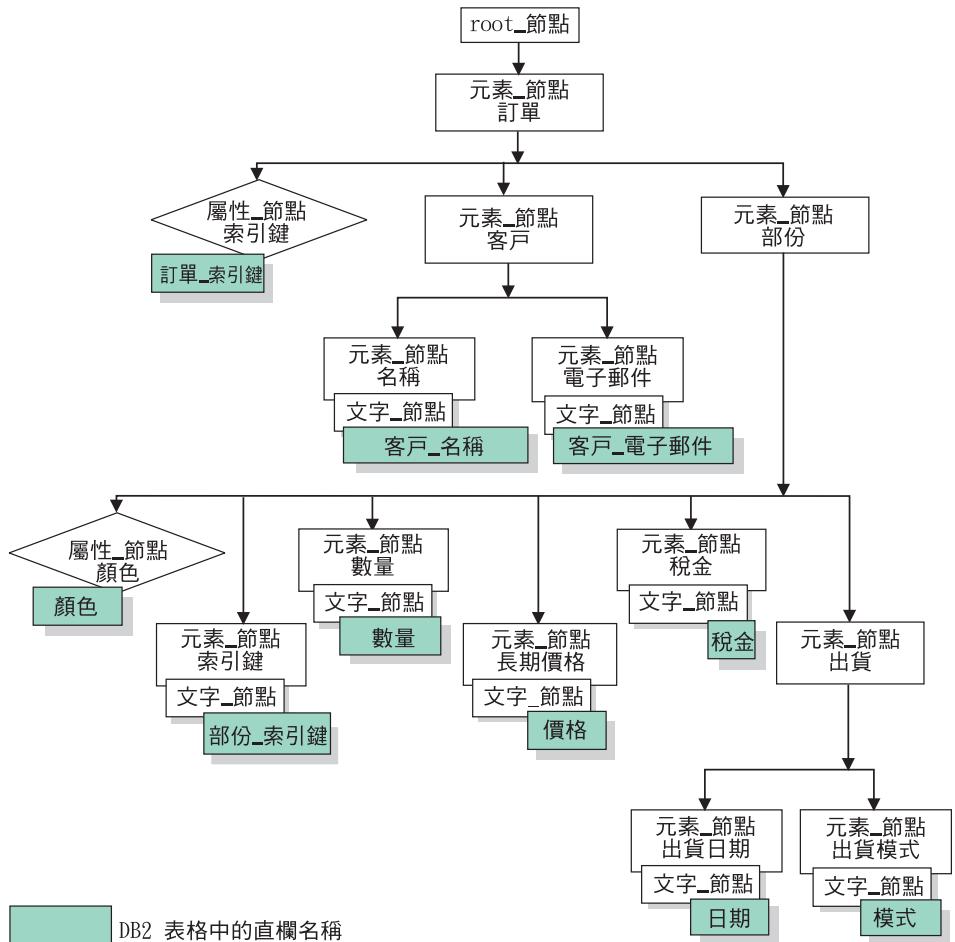 root_節點
元素_節點
訂單
屬性_節點
索引鍵
訂單_索引鍵
元素_節點
客戶
元素_節點
部份
元素_節點
名稱
文字_節點
客戶_名稱
元素_節點
電子郵件
文字_節點
客戶_電子郵件
屬性_節點
顏色
顏色
元素_節點
索引鍵
文字_節點
部份_索引鍵
元素_節點
數量
文字_節點
數量
元素_節點
長期價格
文字_節點
價格
元素_節點
稅金
文字_節點
稅金
元素_節點
出貨
元素_節點
出貨日期
文字_節點
日期
元素_節點
出貨模式
文字_節點
模式
DB2 表格中的直欄名稱